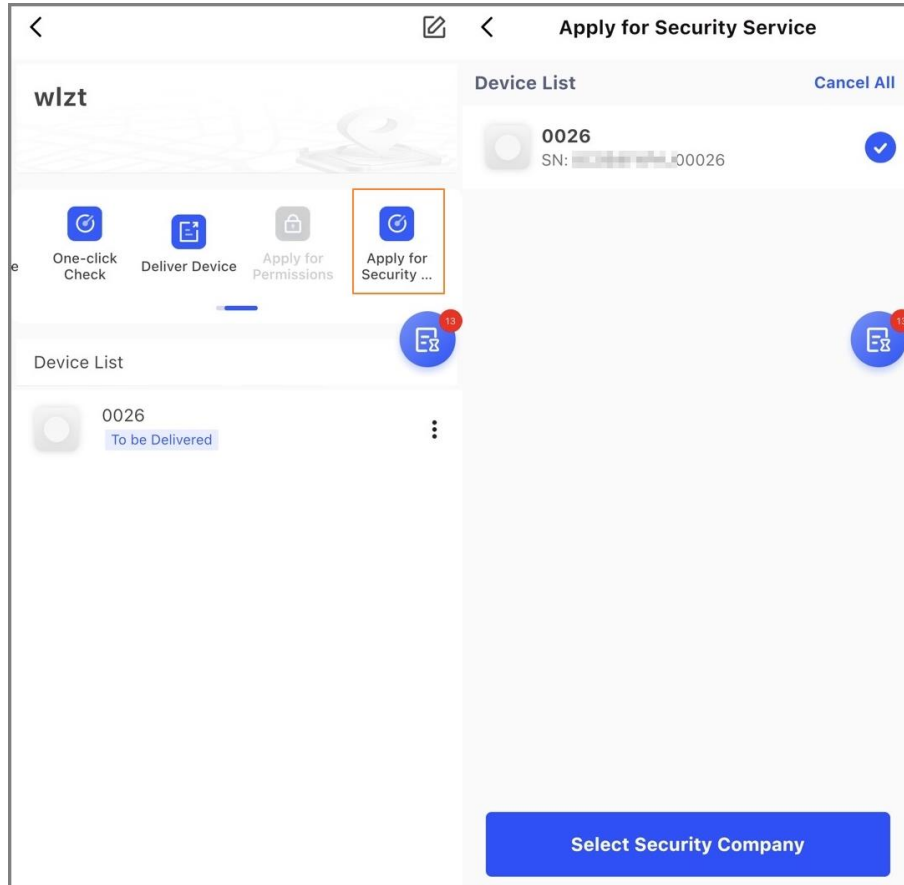 wlzt
e
One-click
Check
Deliver Device
Apply for
Permissions
Apply for
Security ...
13
Device List
0026
To be Delivered
Apply for Security Service
Device List
Cancel All
0026
SN: 00026
13
Select Security Company